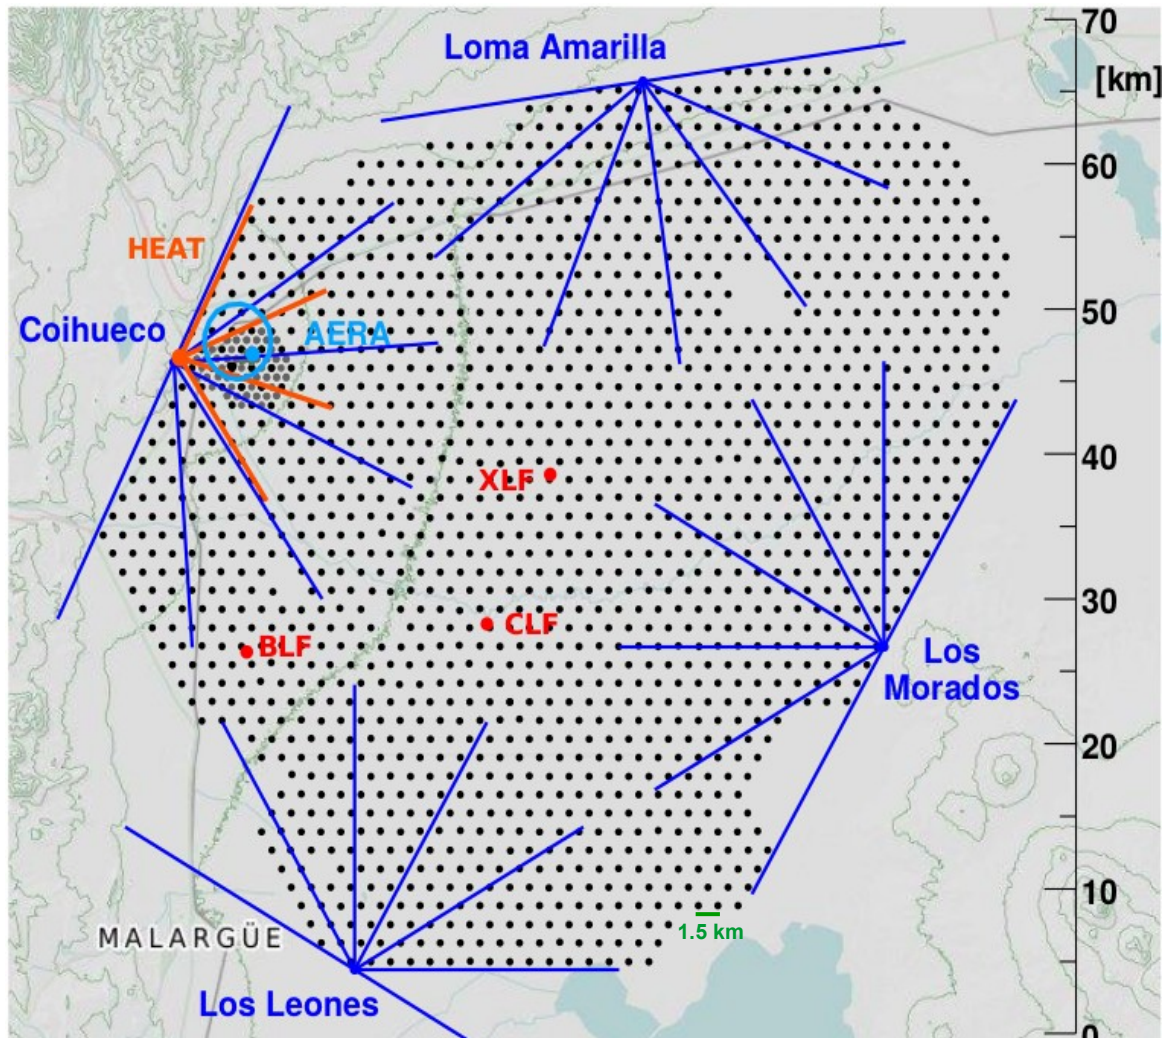 Loma Amarilla
70
[km]
60
HEAT
Coihueco
AERA
50
40
XLF
30
CLF
BLF
Los
Morados
20
10
1.5 km
MALARGÜE
Los Leones
0